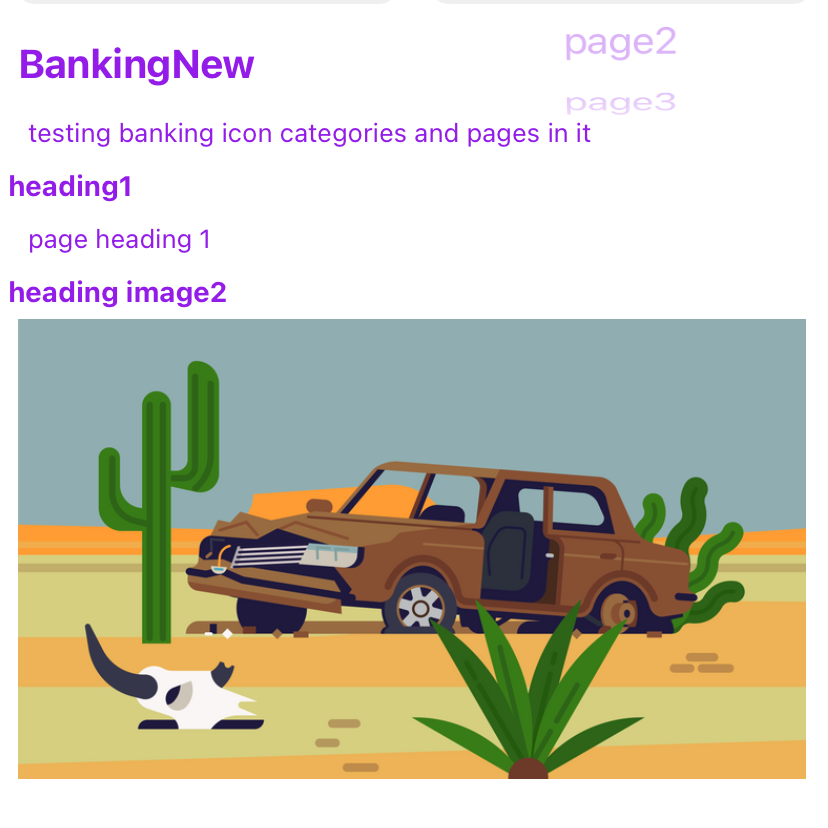 page2
BankingNew
page3
testing banking icon categories and pages in it
heading1
page heading 1
heading image2